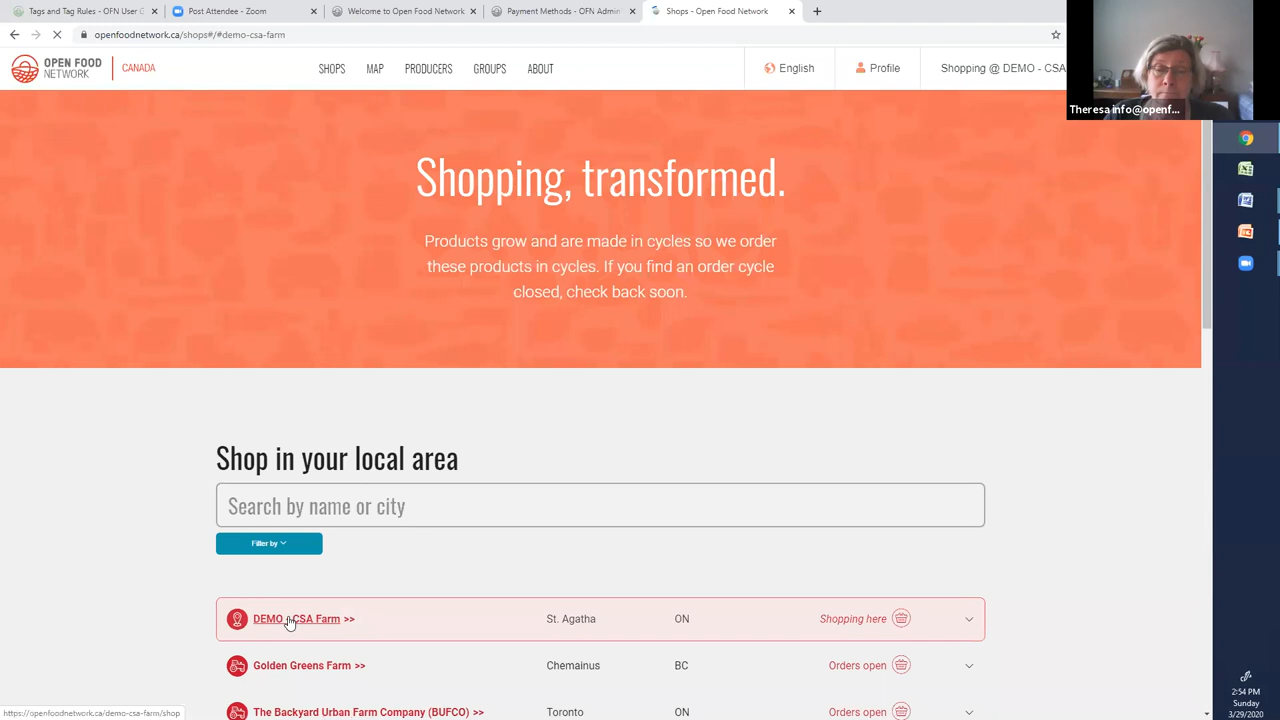 Tags and Tag Rules - OFN User G
Post Attendee - Zoom
Welcome to Open Food Network
Payment Methods - OFN Admin
Shops - Open Food Network
openfoodnetwork.ca/shops#/#demo-csa-farm
OPEN FOOD
NETWORK
CANADA
SHOPS
MAP
PRODUCERS
GROUPS
ABOUT
English
Profile
Shopping @ DEMO - CSA
Theresa info@openf...
Shopping, transformed.
Products grow and are made in cycles so we order
these products in cycles. If you find an order cycle
closed, check back soon.
Shop in your local area
Search by name or city
Filter by
DEMO - CSA Farm >> St. Agatha ON Shopping here
Golden Greens Farm >> Chemainus BC Orders open
The Backyard Urban Farm Company (BUFCO) >> Toronto ON Orders open
https://openfoodnetwork.ca/demo-csa-farm/shop
2:54 PM
Sunday
3/29/2020